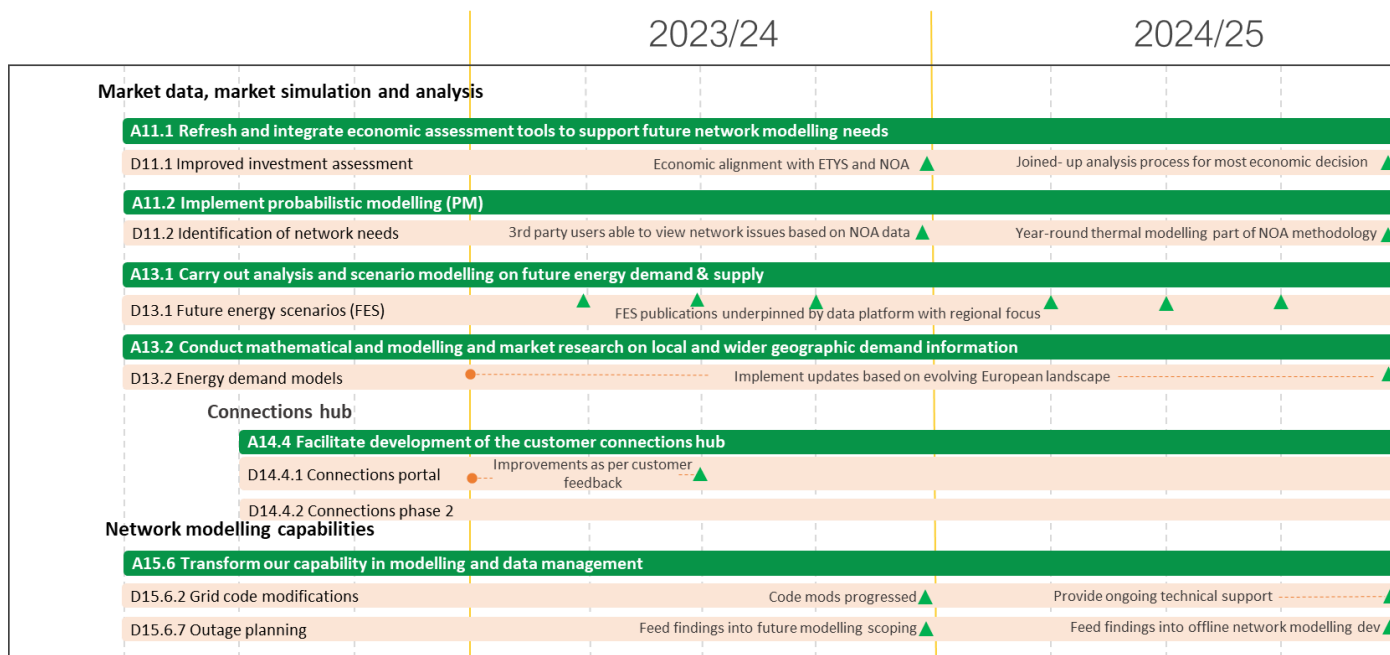 2023/24 2024/25
Market data, market simulation and analysis
A11.1 Refresh and integrate economic assessment tools to support future network modelling needs
D11.1 Improved investment assessment Economic alignment with ETYS and NOA Joined- up analysis process for most economic decision
A11.2 Implement probabilistic modelling (PM)
D11.2 Identification of network needs 3rd party users able to view network issues based on NOA data Year-round thermal modelling part of NOA methodology
A13.1 Carry out analysis and scenario modelling on future energy demand & supply
D13.1 Future energy scenarios (FES) FES publications underpinned by data platform with regional focus
A13.2 Conduct mathematical and modelling and market research on local and wider geographic demand information
D13.2 Energy demand models Implement updates based on evolving European landscape
Connections hub
A14.4 Facilitate development of the customer connections hub
D14.4.1 Connections portal Improvements as per customer
feedback
D14.4.2 Connections phase 2
Network modelling capabilities
A15.6 Transform our capability in modelling and data management
D15.6.2 Grid code modifications Code mods progressed Provide ongoing technical support
D15.6.7 Outage planning Feed findings into future modelling scoping Feed findings into offline network modelling dev